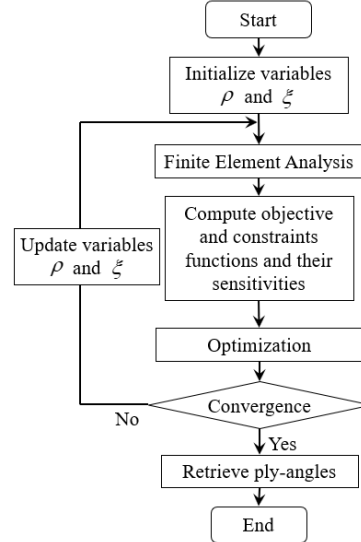 Start
Initialize variables
ρ and ξ
Finite Element Analysis
Compute objective
and constraints
functions and their
sensitivities
Update variables
ρ and ξ
Optimization
Convergence
No
Yes
Retrieve ply-angles
End